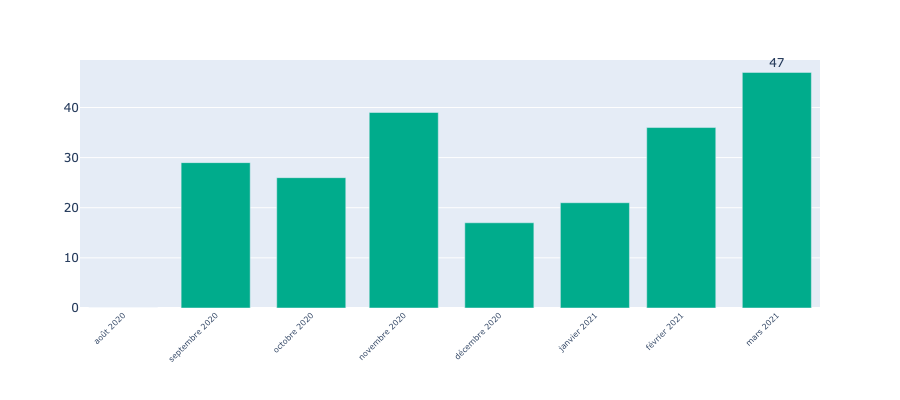 47
40
30
20
10
0
août 2020
septembre 2020
octobre 2020
novembre 2020
décembre 2020
janvier 2021
février 2021
mars 2021